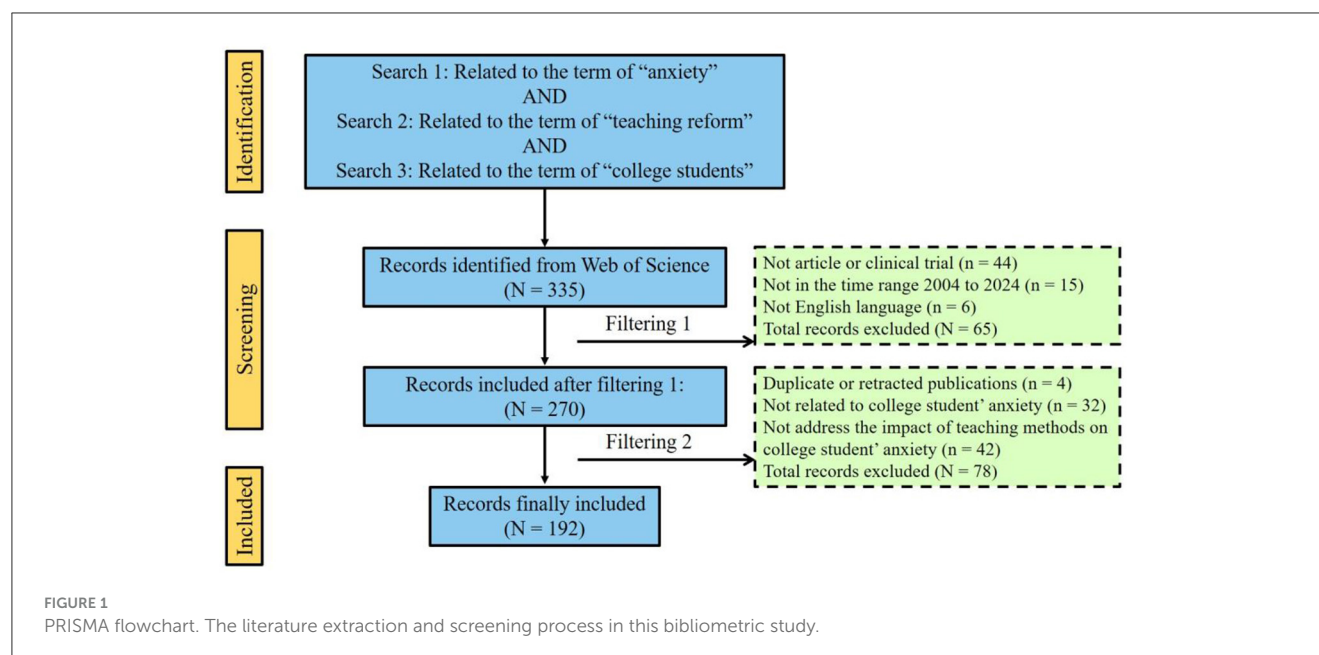 Identification
Search 1: Related to the term of “anxiety”
AND
Search 2: Related to the term of “teaching reform”
AND
Search 3: Related to the term of “college students”
Screening
Records identified from Web of Science
(N = 335)
Filtering 1
Not article or clinical trial (n = 44)
Not in the time range 2004 to 2024 (n = 15)
Not English language (n = 6)
Total records excluded (N = 65)
Records included after filtering 1:
(N = 270)
Filtering 2
Duplicate or retracted publications (n = 4)
Not related to college student’ anxiety (n = 32)
Not address the impact of teaching methods on
college student’ anxiety (n = 42)
Total records excluded (N = 78)
Included
Records finally included
(N = 192)
FIGURE 1
PRISMA flowchart. The literature extraction and screening process in this bibliometric study.